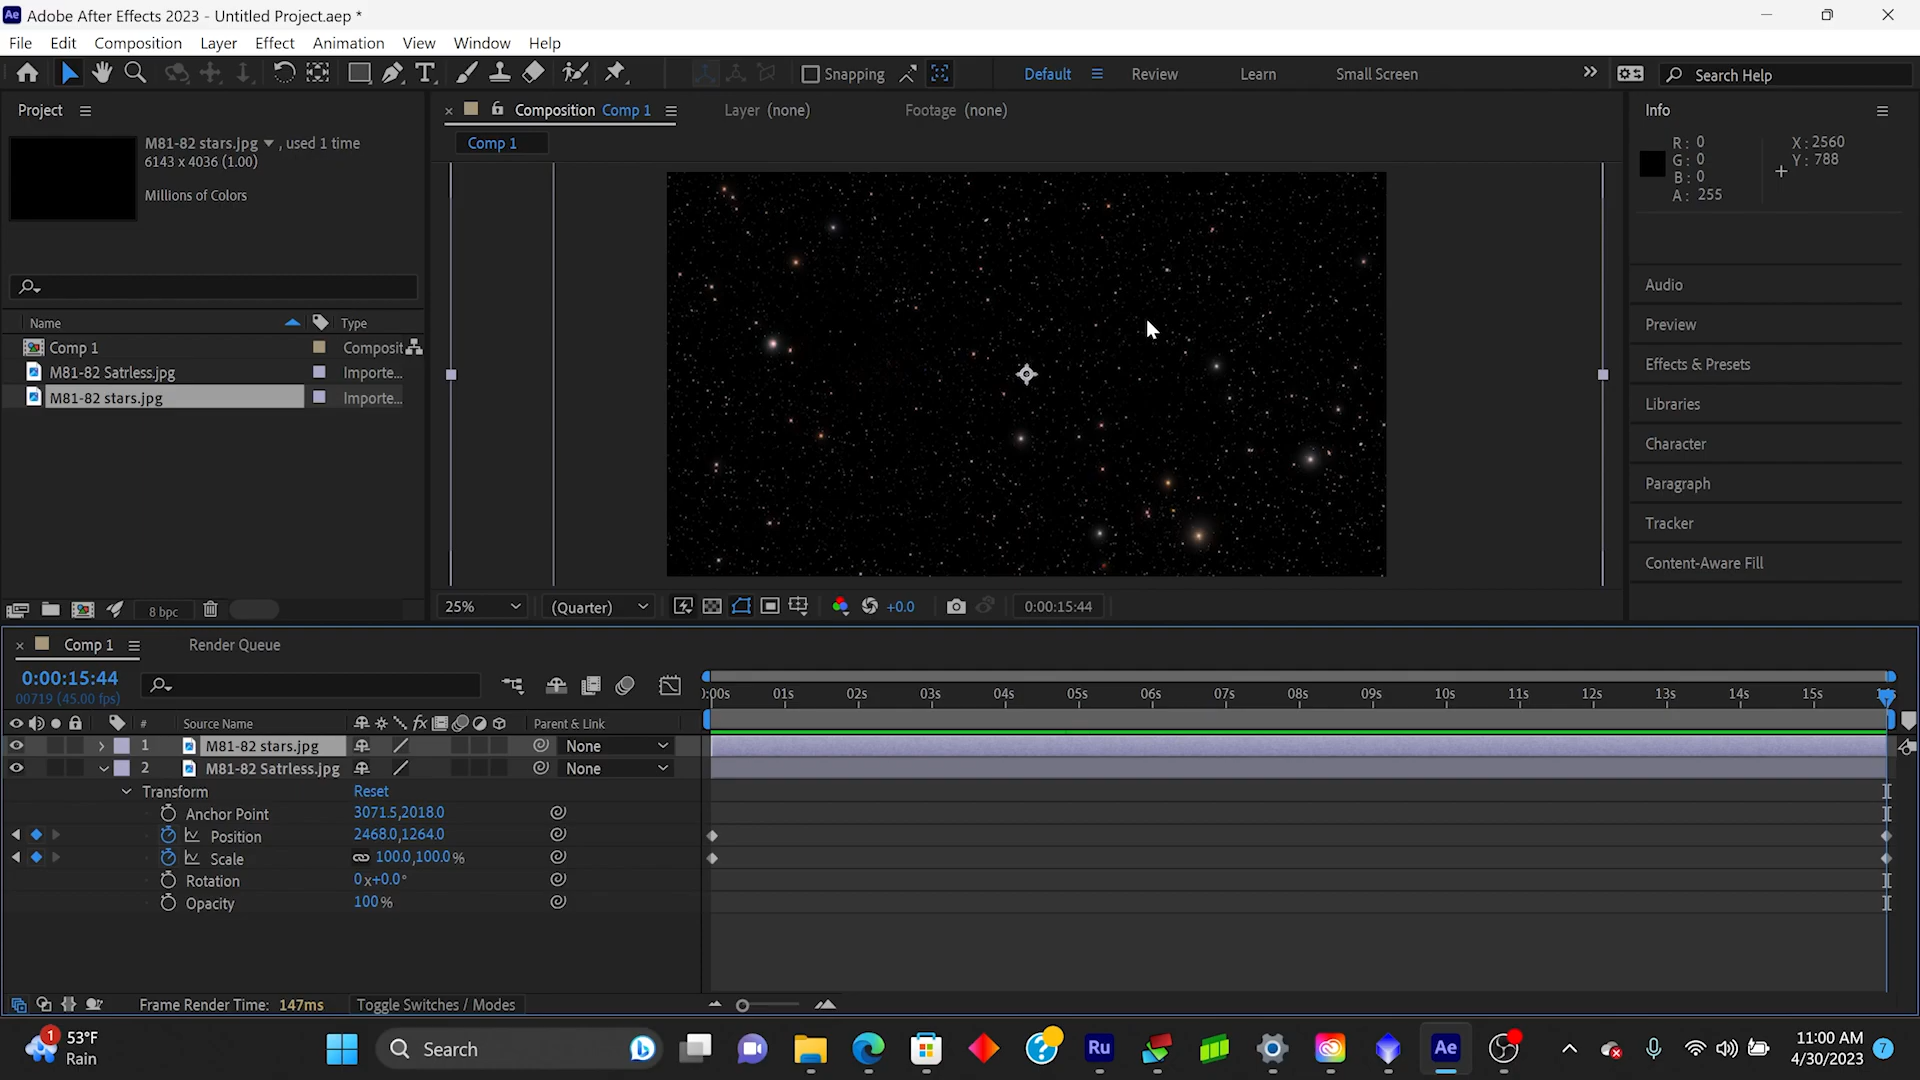 Adobe After Effects 2023 - Untitled Project.aep *
File Edit Composition Layer Effect Animation View Window Help
Snapping Default Review Learn Small Screen Search Help
Project
M81-82 stars.jpg , used 1 time
6143 x 4036 (1.00)
Millions of Colors
Name Type
Comp 1 Composit
M81-82 Satrless.jpg Importe...
M81-82 stars.jpg Importe...
8 bpc
Composition Comp 1 Layer (none) Footage (none)
Comp 1
25% (Quarter) +0.0 0:00:15:44
Info
R: 0 X: 2560
G: 0 Y: 788
B: 0
A: 255
Audio
Preview
Effects & Presets
Libraries
Character
Paragraph
Tracker
Content-Aware Fill
Comp 1 Render Queue
0:00:15:44
00719 (45.00 fps)
):00s 01s 02s 03s 04s 05s 06s 07s 08s 09s 10s 11s 12s 13s 14s 15s
# Source Name fx Parent & Link
1 M81-82 stars.jpg None
2 M81-82 Satrless.jpg None
Transform Reset
Anchor Point 3071.5,2018.0
Position 2468.0,1264.0
Scale 100.0,100.0%
Rotation 0x+0.0°
Opacity 100%
Frame Render Time: 147ms Toggle Switches / Modes
1 53°F
Rain
Search
Ru
Ae
11:00 AM
4/30/2023
7